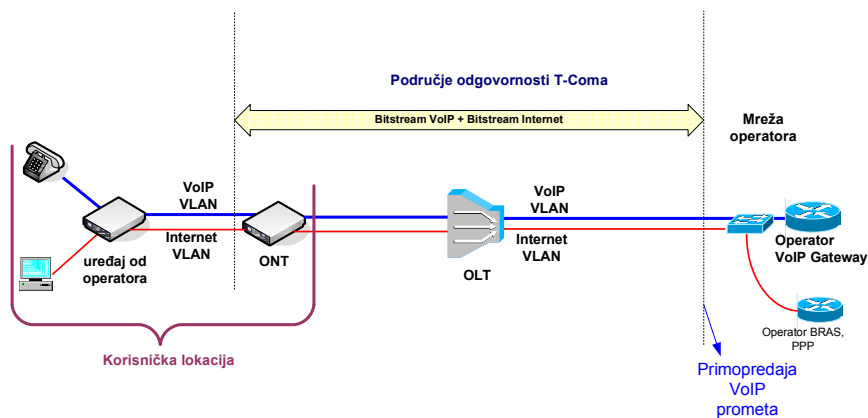 Područje odgovornosti T-Coma
Bitstream VoIP + Bitstream Internet
Mreža
operatora
VoIP
VLAN
Internet
VLAN
uređaj od
operatora
ONT
OLT
VoIP
VLAN
Internet
VLAN
Operator
VoIP Gateway
Operator BRAS,
PPP
Korisnička lokacija
Primopredaja
VoIP
prometa